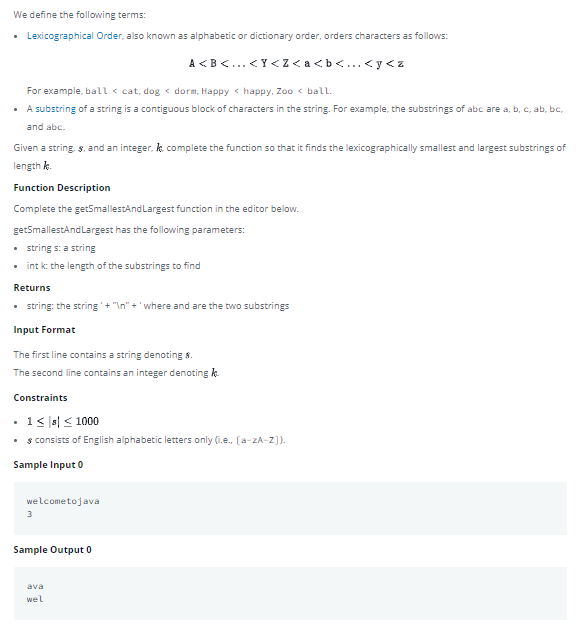 We define the following terms:
• Lexicographical Order, also known as alphabetic or dictionary order, orders characters as follows:
A < B < ... < Y < Z < a < b < ... < y < z
For example, ball < cat, dog < dorm, Happy < happy, Zoo < ball.
• A substring of a string is a contiguous block of characters in the string. For example, the substrings of abc are a, b, c, ab, bc,
and abc.
Given a string, s, and an integer, k, complete the function so that it finds the lexicographically smallest and largest substrings of
length k.
Function Description
Complete the getSmallestAndLargest function in the editor below.
getSmallestAndLargest has the following parameters:
• string s: a string
• int k: the length of the substrings to find
Returns
• string: the string ' + "\n" + ' where and are the two substrings
Input Format
The first line contains a string denoting s.
The second line contains an integer denoting k.
Constraints
• 1 ≤ |s| ≤ 1000
• s consists of English alphabetic letters only (i.e., [a-zA-Z]).
Sample Input 0
welcometojava
3
Sample Output 0
ava
wel